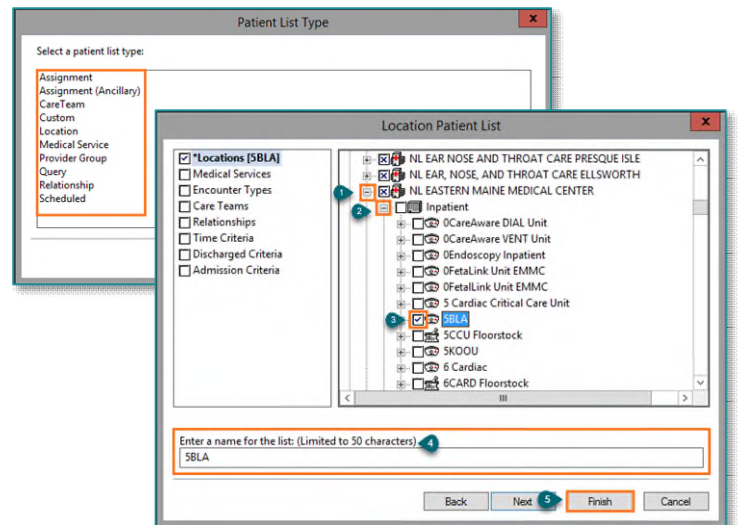 Patient List Type
x
Select a patient list type:
Assignment
Assignment (Ancillary)
CareTeam
Custom
Location
Medical Service
Provider Group
Query
Relationship
Scheduled
Location Patient List
x
*Locations [5BLA]
Medical Services
Encounter Types
Care Teams
Relationships
Time Criteria
Discharged Criteria
Admission Criteria
NL EAR NOSE AND THROAT CARE PRESQUE ISLE
NL EAR, NOSE, AND THROAT CARE ELLSWORTH
1 NL EASTERN MAINE MEDICAL CENTER
2 Inpatient
0CareAware DIAL Unit
0CareAware VENT Unit
0Endoscopy Inpatient
0FetaLink Unit EMMC
0FetalLink Unit EMMC
5 Cardiac Critical Care Unit
3 5BLA
5CCU Floorstock
5KOOU
6 Cardiac
6CARD Floorstock
Enter a name for the list: (Limited to 50 characters) 4
5BLA
Back Next 5 Finish Cancel